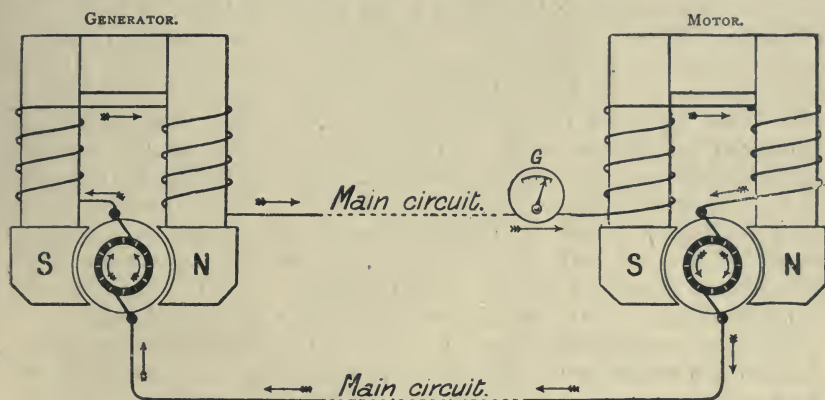 GENERATOR.
MOTOR.
G
Main circuit.
S N
S N
Main circuit.